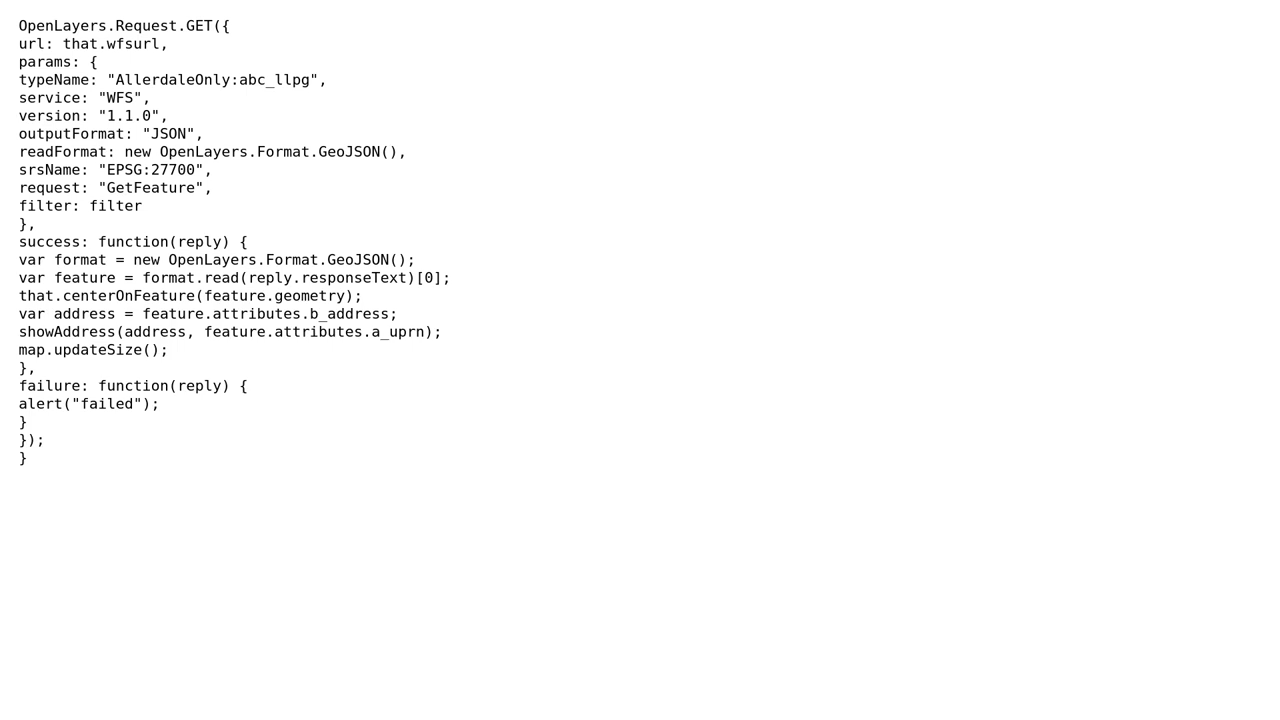 OpenLayers.Request.GET({
url: that.wfsurl,
params: {
typeName: "AllerdaleOnly:abc_llpg",
service: "WFS",
version: "1.1.0",
outputFormat: "JSON",
readFormat: new OpenLayers.Format.GeoJSON(),
srsName: "EPSG:27700",
request: "GetFeature",
filter: filter
},
success: function(reply) {
var format = new OpenLayers.Format.GeoJSON();
var feature = format.read(reply.responseText)[0];
that.centerOnFeature(feature.geometry);
var address = feature.attributes.b_address;
showAddress(address, feature.attributes.a_uprn);
map.updateSize();
},
failure: function(reply) {
alert("failed");
}
});
}